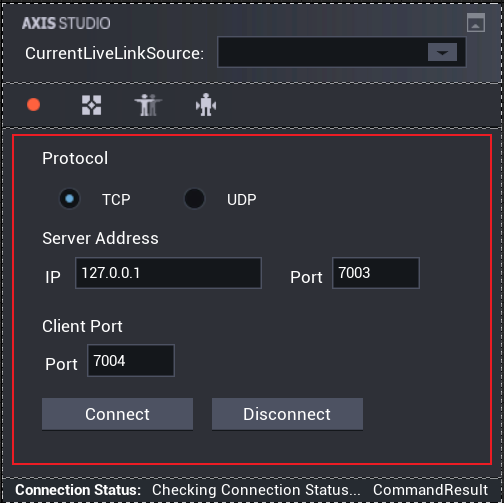 AXIS STUDIO
CurrentLiveLinkSource:
Protocol
TCP UDP
Server Address
IP 127.0.0.1 Port 7003
Client Port
Port 7004
Connect Disconnect
Connection Status: Checking Connection Status... CommandResult